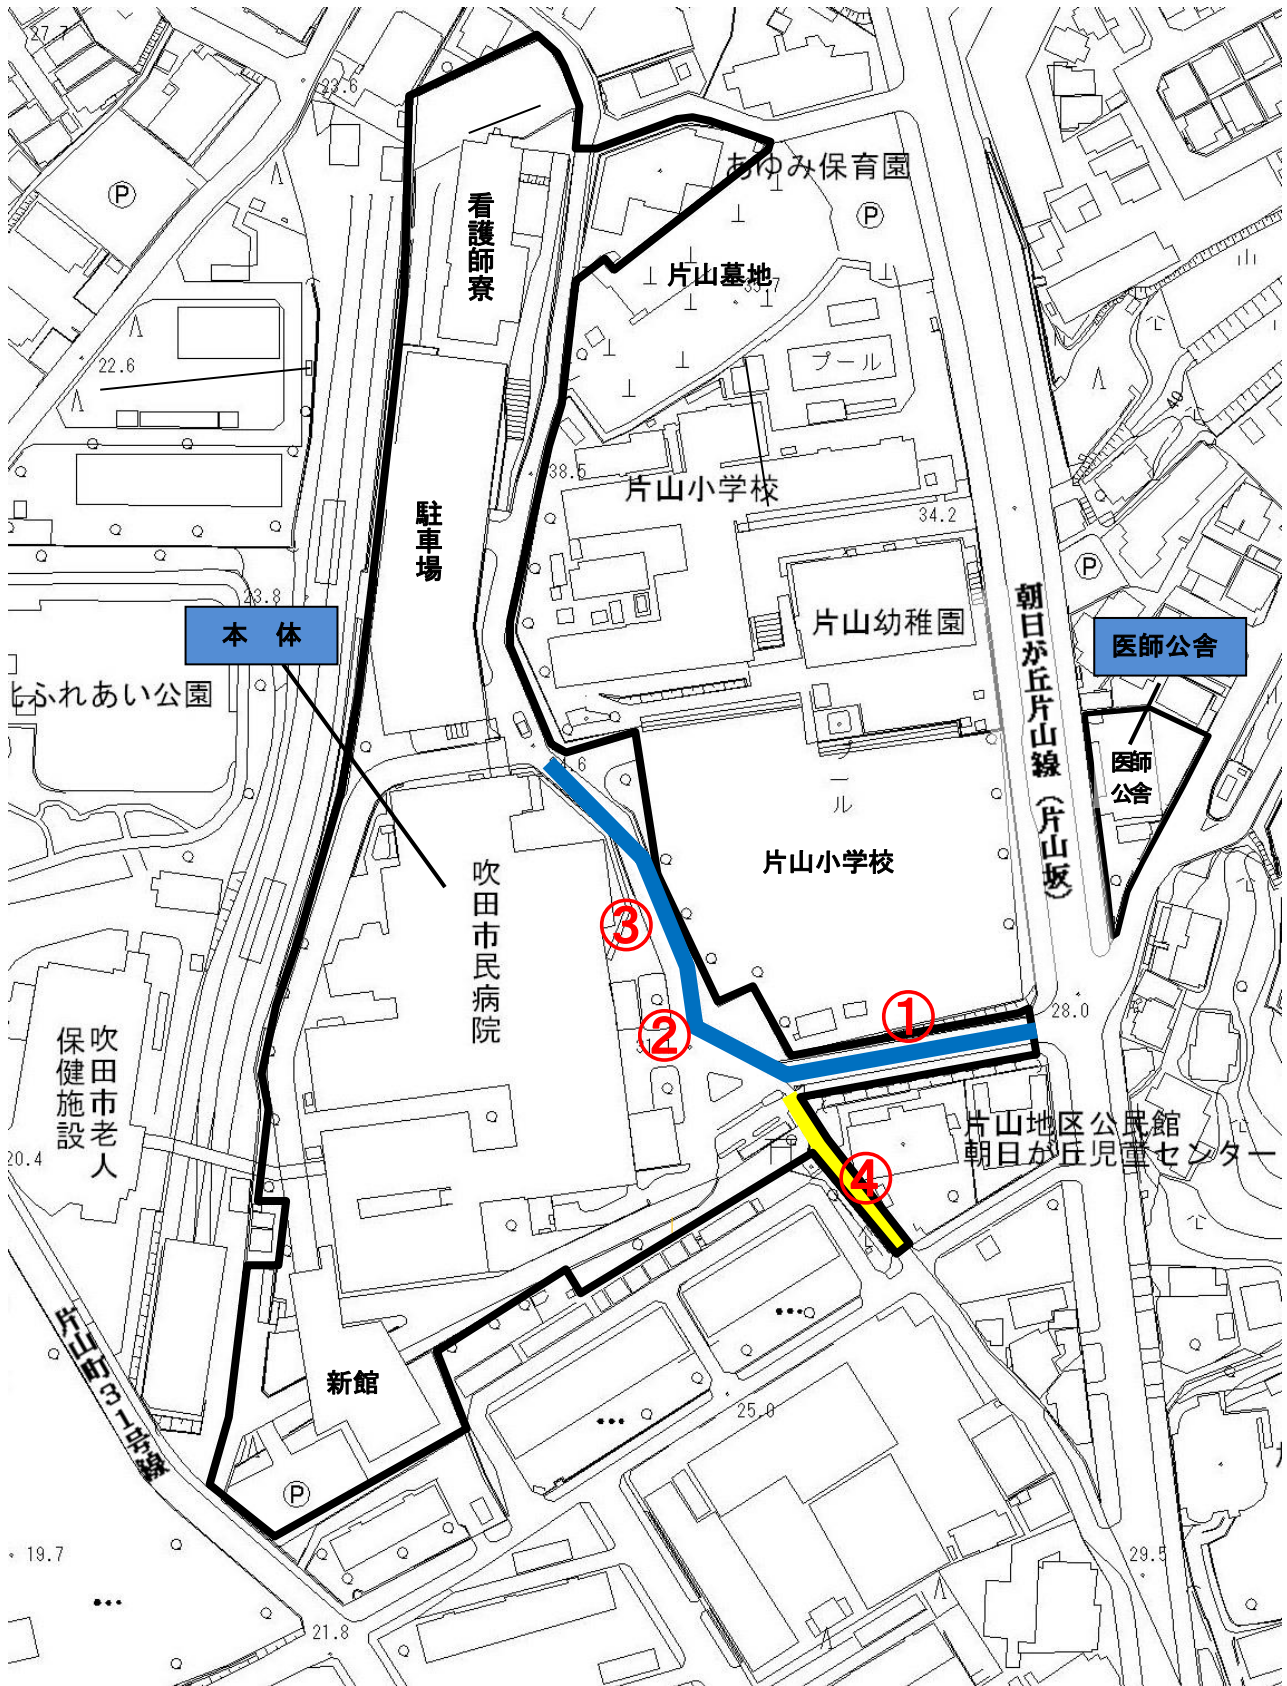 23.6
看護師寮
あゆみ保育園
P
P
片山墓地
22.6
プール
38.5
片山小学校
34.2
駐車場
P
23.8
本 体
片山幼稚園
朝日が丘片山線(片山坂)
医師公舎
ふれあい公園
医師
公舎
4.6
プール
片山小学校
吹田市民病院
③
①
28.0
②
吹田市老人
保健施設
片山地区公民館
朝日が丘児童センター
④
20.4
片山町31号線
新館
25.0
P
19.7
29.5
21.8